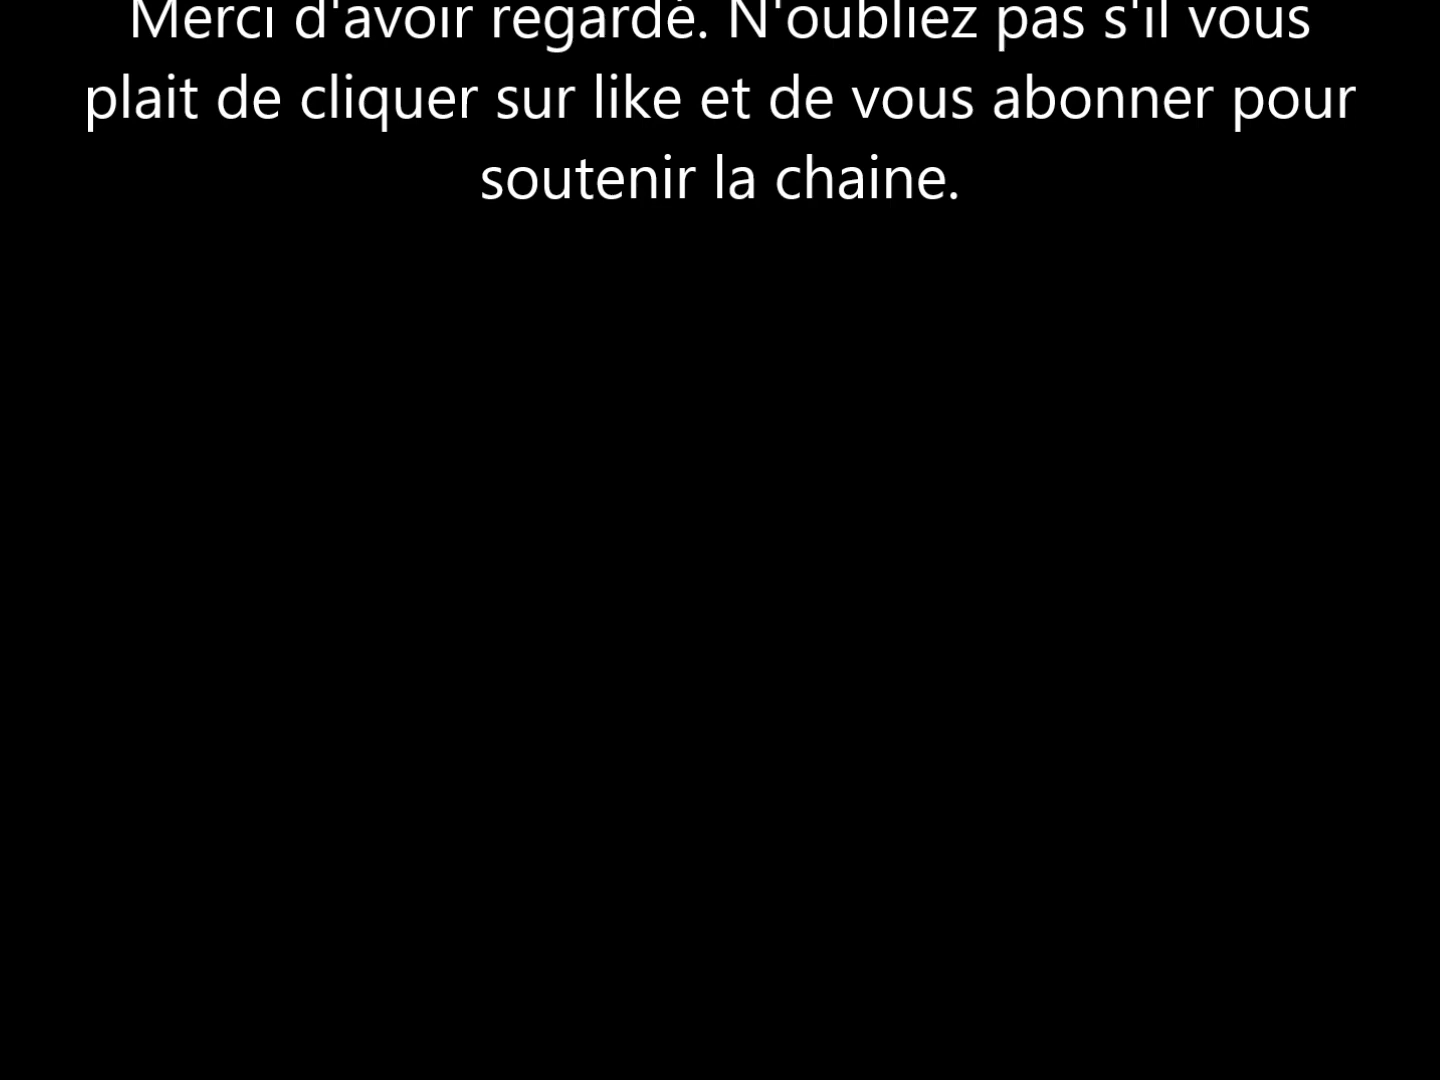 Merci d'avoir regardé. N'oubliez pas s'il vous
plait de cliquer sur like et de vous abonner pour
soutenir la chaine.